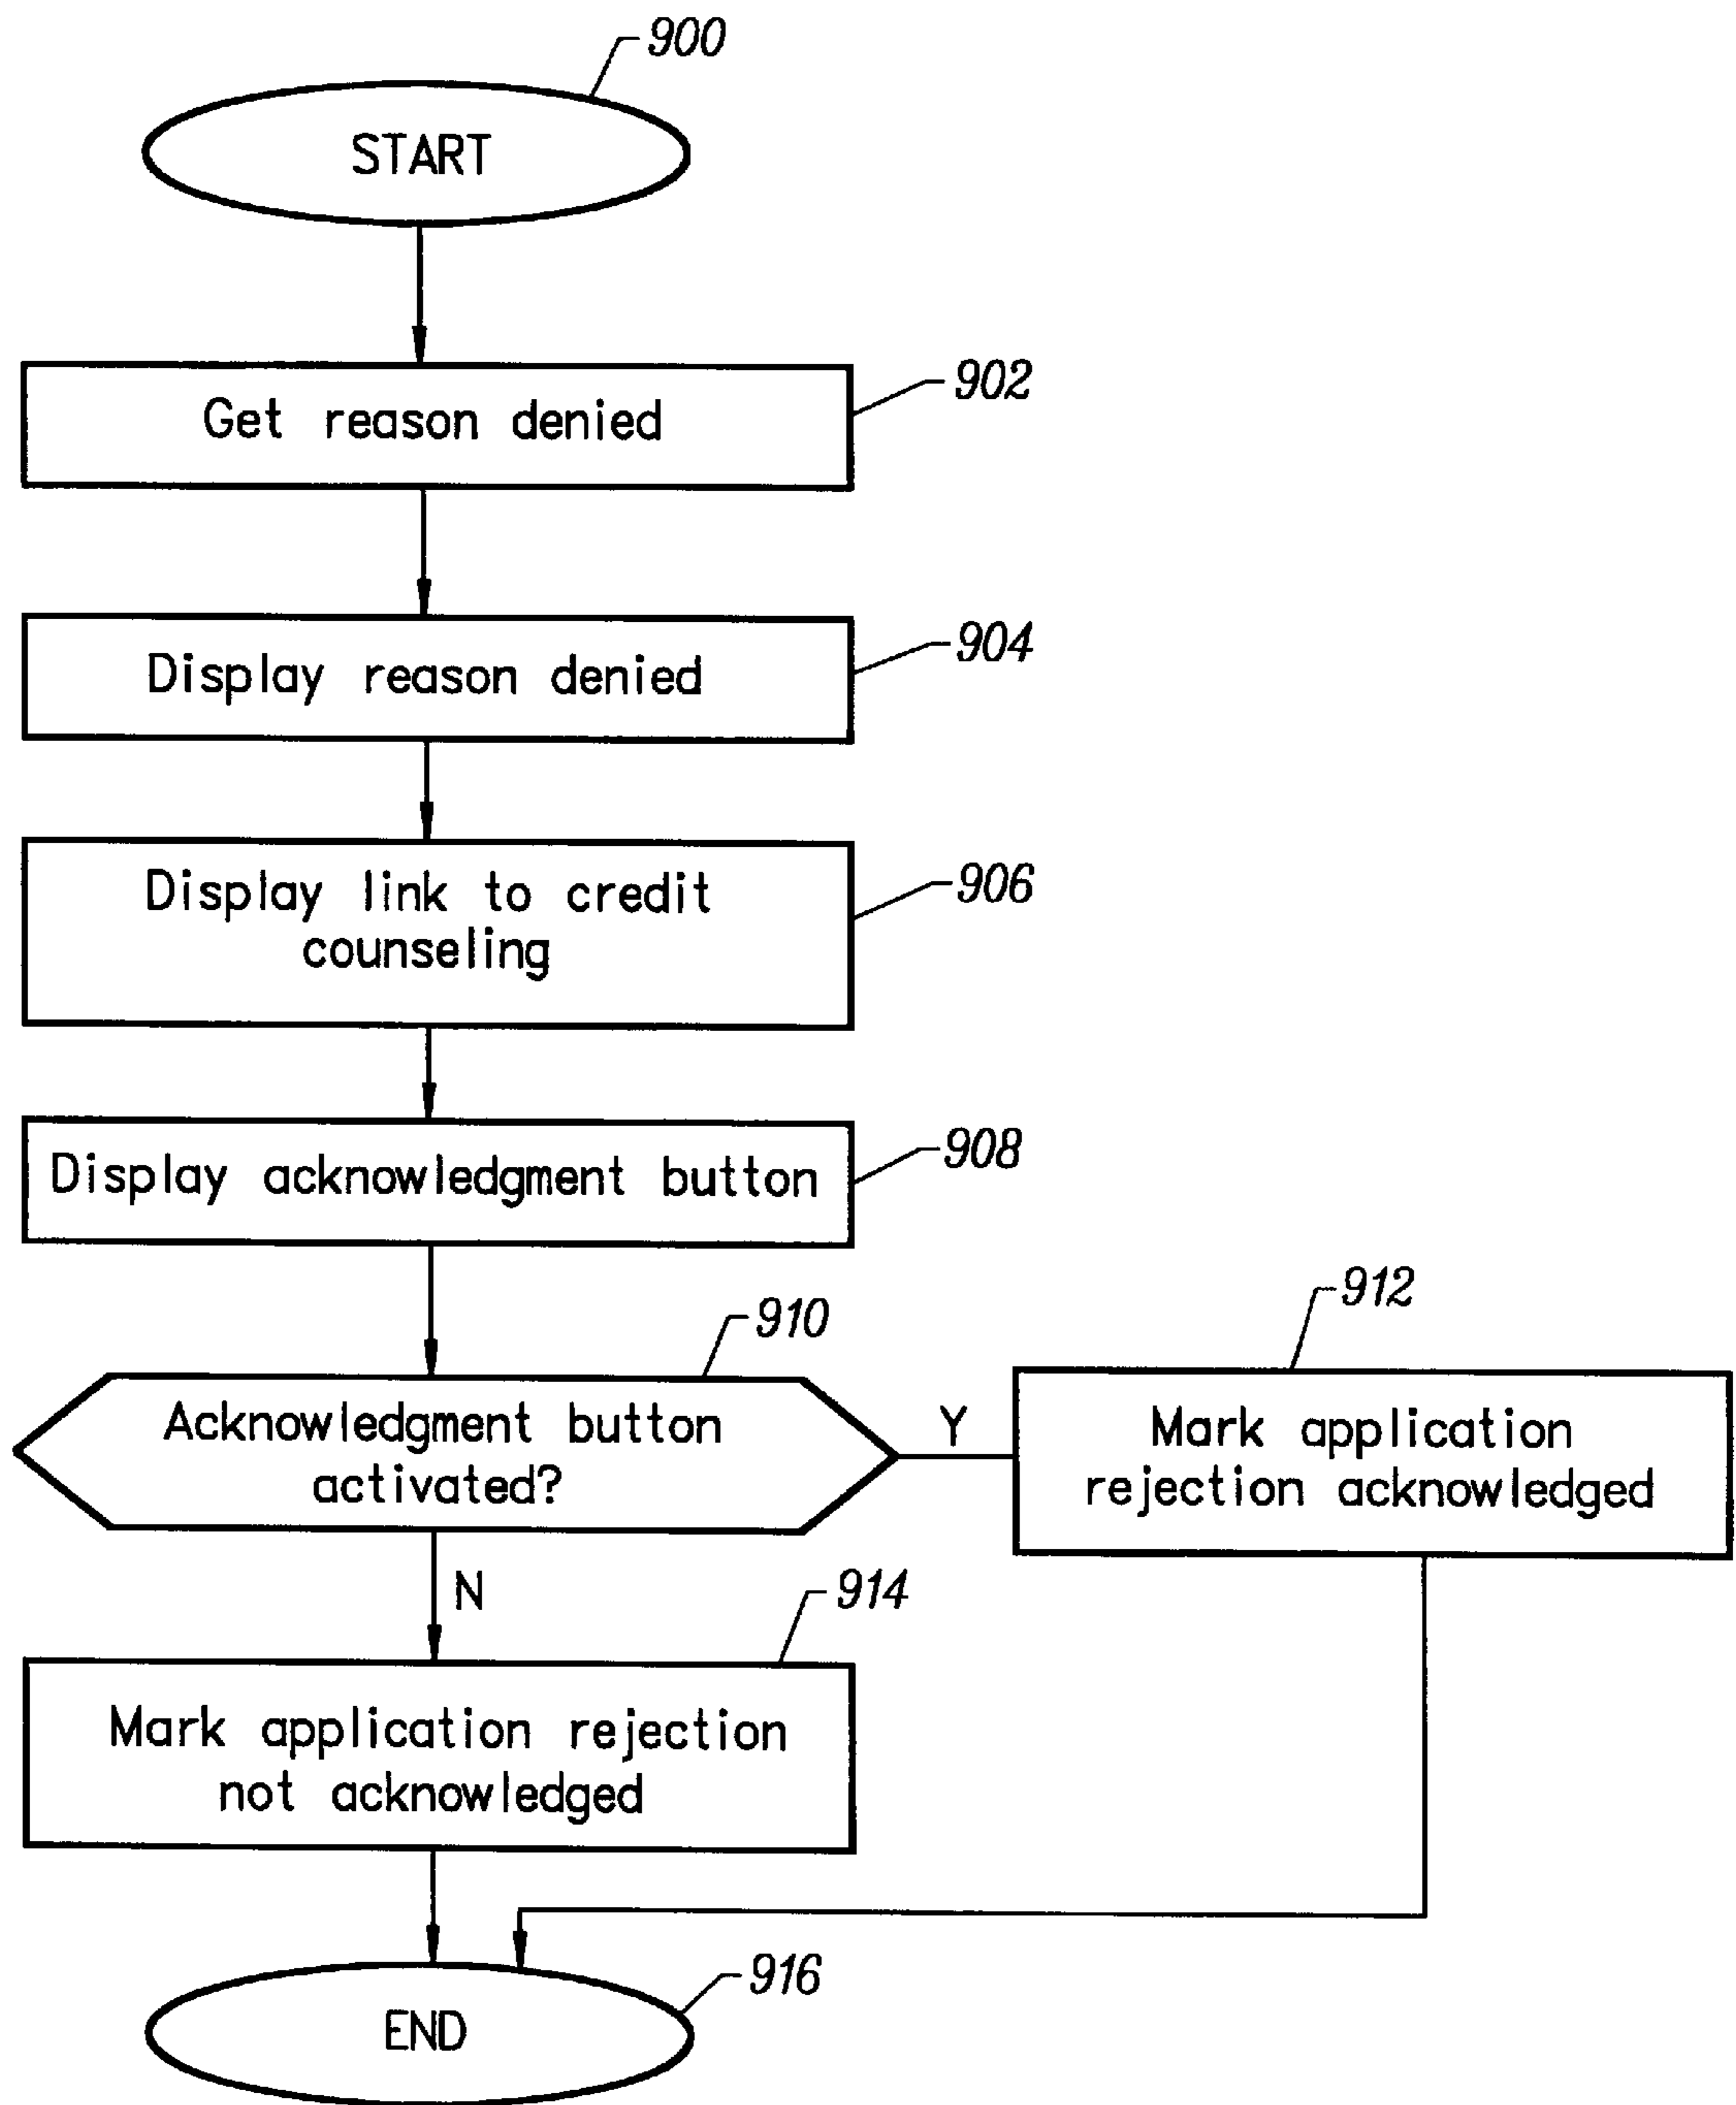 900
START
902
Get reason denied
904
Display reason denied
906
Display link to credit
counseling
908
Display acknowledgment button
910
Acknowledgment button
activated?
Y
912
Mark application
rejection acknowledged
N
914
Mark application rejection
not acknowledged
916
END